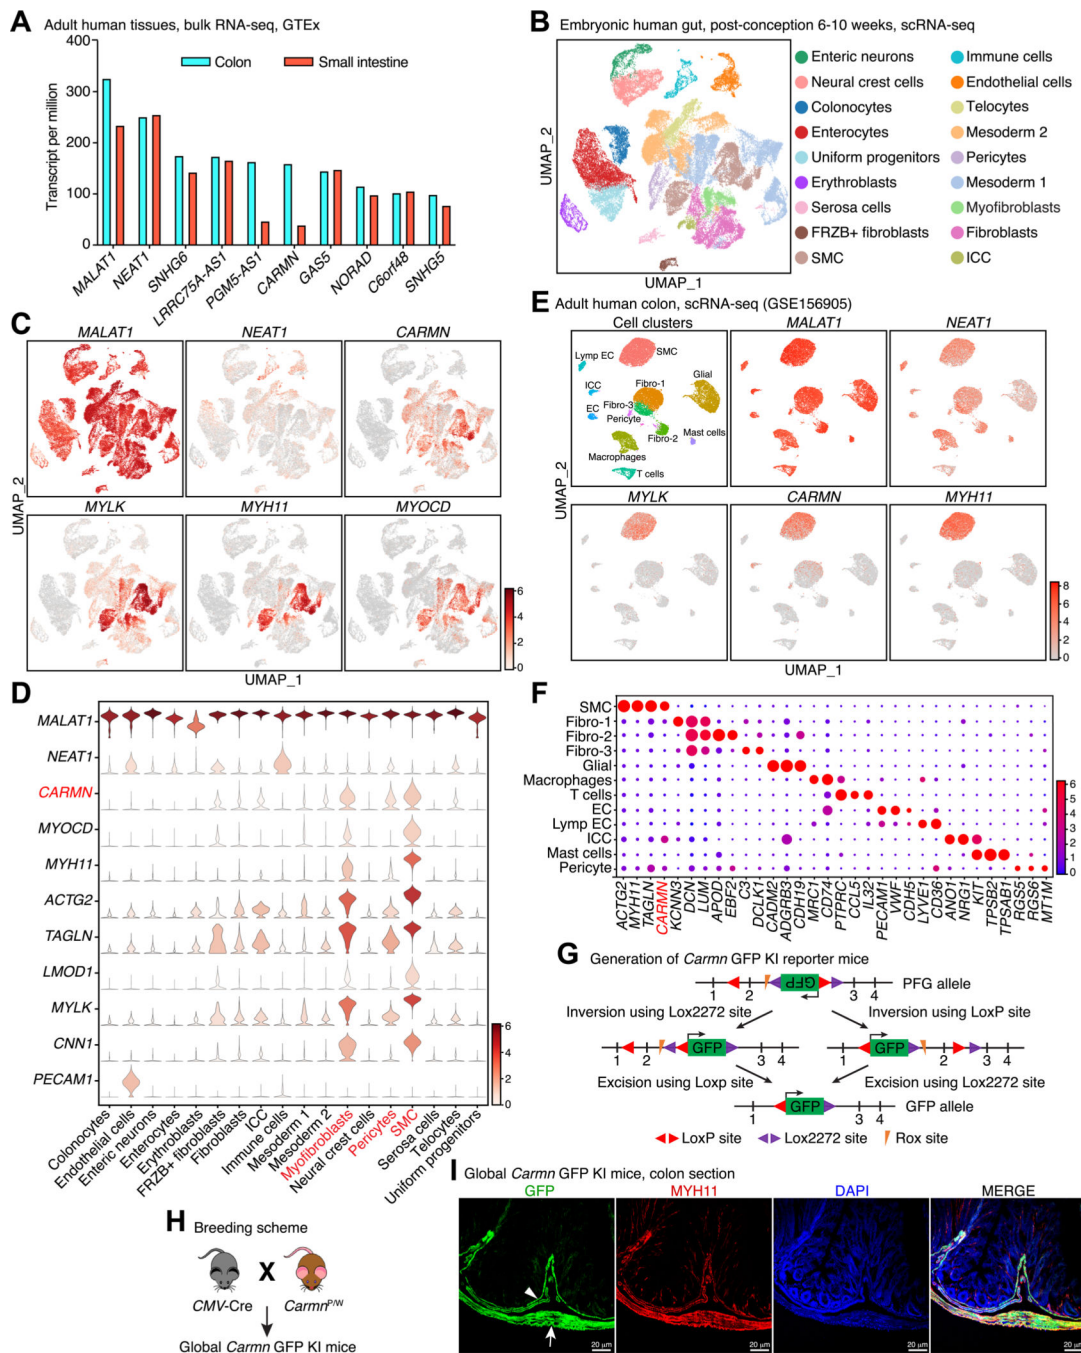 A Adult human tissues, bulk RNA-seq, GTEx
400
300
200
100
0
Transcript per million
Colon
Small intestine
MALAT1
NEAT1
SNHG6
LRRC75A-AS1
PGM5-AS1
CARMN
GAS5
NORAD
C6orf48
SNHG5
B Embryonic human gut, post-conception 6-10 weeks, scRNA-seq
UMAP_2
UMAP_1
Enteric neurons
Neural crest cells
Colonocytes
Enterocytes
Uniform progenitors
Erythroblasts
Serosa cells
FRZB+ fibroblasts
SMC
Immune cells
Endothelial cells
Telocytes
Mesoderm 2
Pericytes
Mesoderm 1
Myofibroblasts
Fibroblasts
ICC
C
MALAT1 NEAT1 CARMN
MYLK MYH11 MYOCD
UMAP_2
UMAP_1
6
4
2
0
E Adult human colon, scRNA-seq (GSE156905)
Cell clusters MALAT1 NEAT1
Lymp EC
SMC
ICC
EC
Fibro-1
Glial
Fibro-3
Pericyte
Fibro-2
Mast cells
Macrophages
T cells
MYLK CARMN MYH11
UMAP_2
UMAP_1
8
6
4
2
0
D
MALAT1
NEAT1
CARMN
MYOCD
MYH11
ACTG2
TAGLN
LMOD1
MYLK
CNN1
PECAM1
6
4
2
0
Colonocytes
Endothelial cells
Enteric neurons
Enterocytes
Erythroblasts
FRZB+ fibroblasts
Fibroblasts
ICC
Immune cells
Mesoderm 1
Mesoderm 2
Myofibroblasts
Neural crest cells
Pericytes
SMC
Serosa cells
Telocytes
Uniform progenitors
F
SMC
Fibro-1
Fibro-2
Fibro-3
Glial
Macrophages
T cells
EC
Lymp EC
ICC
Mast cells
Pericyte
6
5
4
3
2
1
0
ACTG2
MYH11
TAGLN
CARMN
KCNN3
DCN
LUM
APOD
EBF2
C3
DCLK1
CADM2
ADGRB3
CDH19
MRC1
CD74
PTPRC
CCL5
IL32
PECAM1
VWF
CDH5
LYVE1
CD36
ANO1
NRG1
KIT
TPSB2
TPSAB1
RGS5
RGS6
MT1M
G Generation of Carmn GFP KI reporter mice
GFP
1 2 3 4
PFG allele
Inversion using Lox2272 site
Inversion using LoxP site
GFP
1 2 3 4
GFP
1 2 3 4
Excision using Loxp site
Excision using Lox2272 site
GFP
1 3 4
GFP allele
LoxP site Lox2272 site Rox site
H Breeding scheme
X
CMV-Cre CarmnP/W
Global Carmn GFP KI mice
I Global Carmn GFP KI mice, colon section
GFP MYH11 DAPI MERGE
20 µm
20 µm
20 µm
20 µm